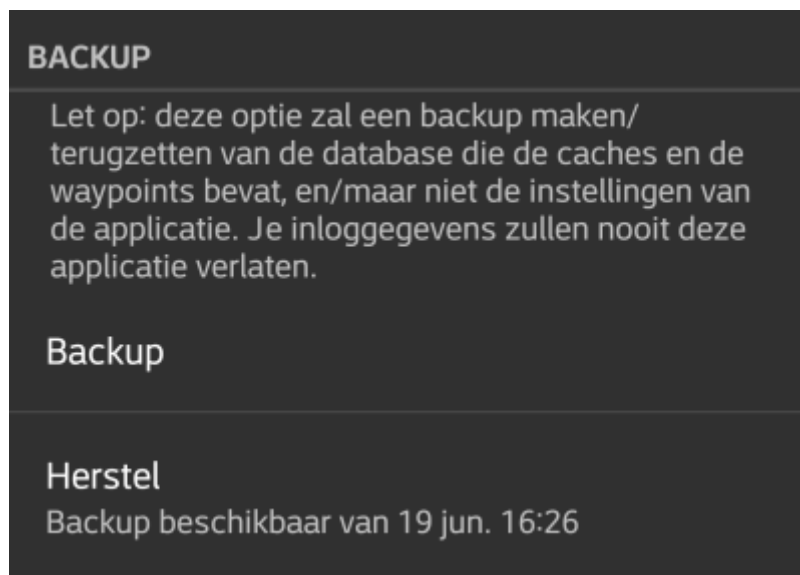 BACKUP
Let op: deze optie zal een backup maken/
terugzetten van de database die de caches en de
waypoints bevat, en/maar niet de instellingen van
de applicatie. Je inloggegevens zullen nooit deze
applicatie verlaten.
Backup
Herstel
Backup beschikbaar van 19 jun. 16:26